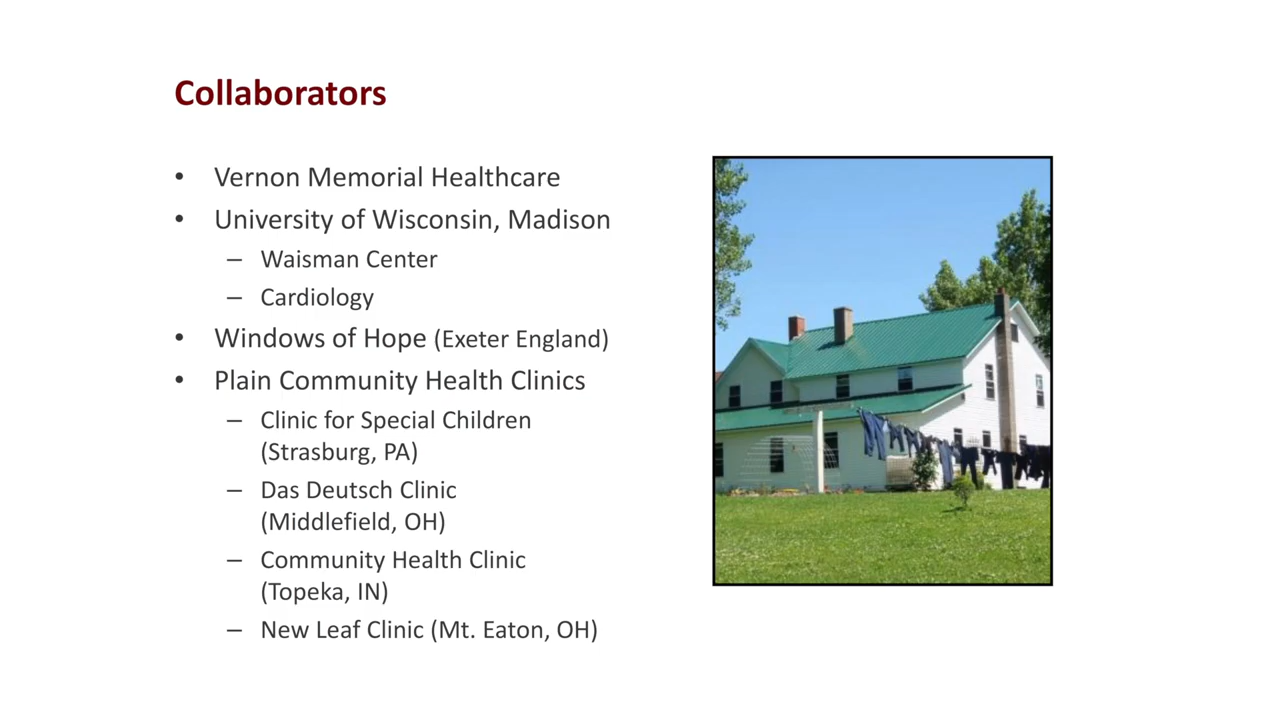 Collaborators
• Vernon Memorial Healthcare
• University of Wisconsin, Madison
– Waisman Center
– Cardiology
• Windows of Hope (Exeter England)
• Plain Community Health Clinics
– Clinic for Special Children
(Strasburg, PA)
– Das Deutsch Clinic
(Middlefield, OH)
– Community Health Clinic
(Topeka, IN)
– New Leaf Clinic (Mt. Eaton, OH)